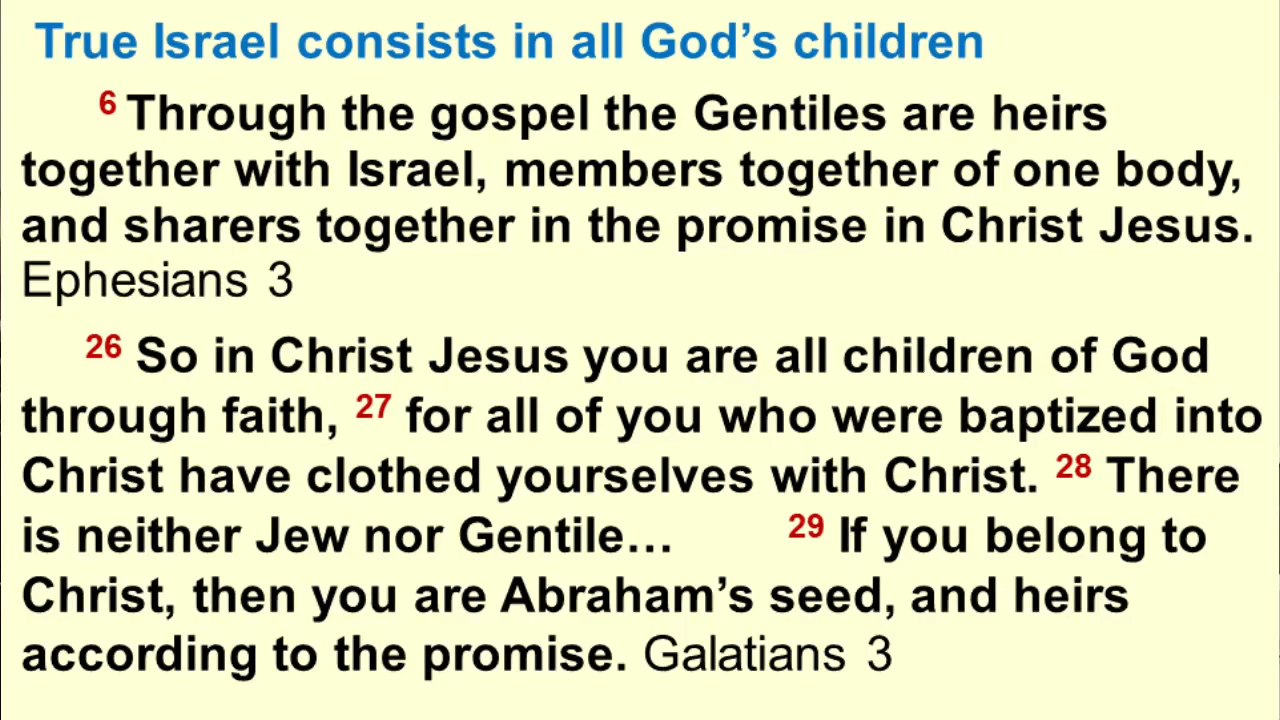 True Israel consists in all God’s children
6 Through the gospel the Gentiles are heirs
together with Israel, members together of one body,
and sharers together in the promise in Christ Jesus.
Ephesians 3
26 So in Christ Jesus you are all children of God
through faith, 27 for all of you who were baptized into
Christ have clothed yourselves with Christ. 28 There
is neither Jew nor Gentile… 29 If you belong to
Christ, then you are Abraham’s seed, and heirs
according to the promise. Galatians 3